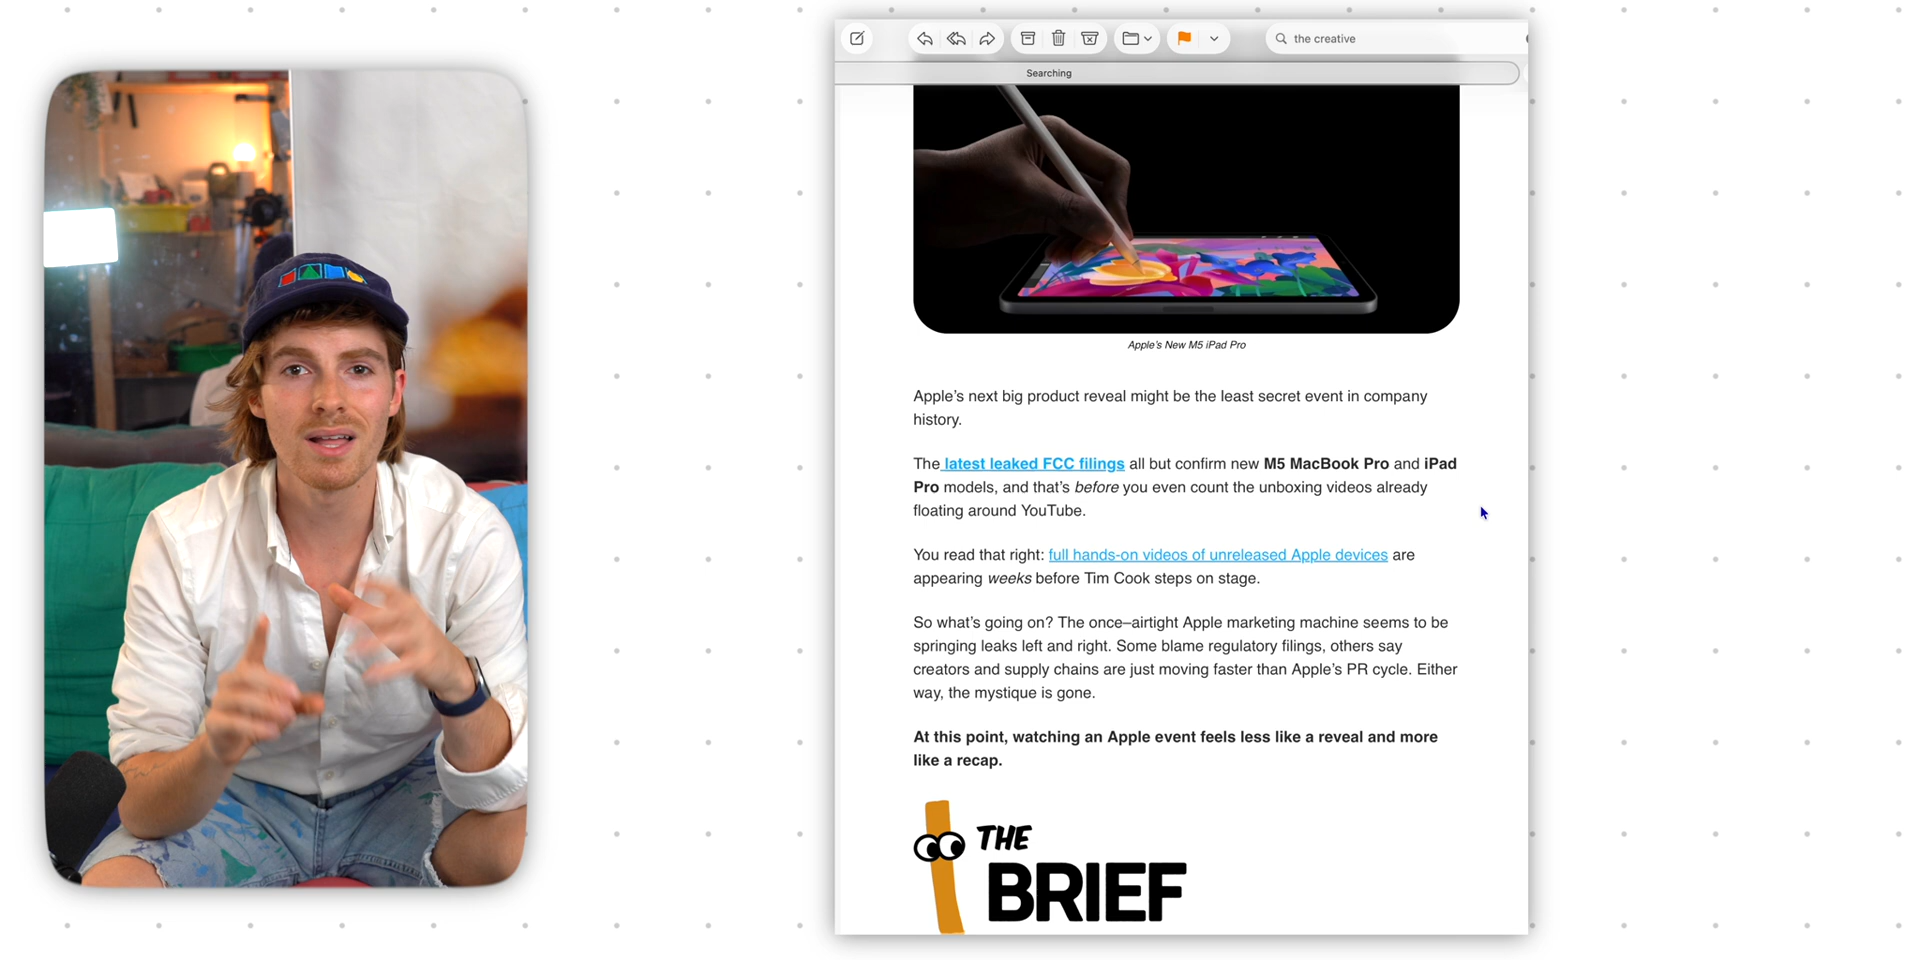 the creative
Searching
Apple’s New M5 iPad Pro
Apple’s next big product reveal might be the least secret event in company
history.
The latest leaked FCC filings all but confirm new M5 MacBook Pro and iPad
Pro models, and that’s before you even count the unboxing videos already
floating around YouTube.
You read that right: full hands-on videos of unreleased Apple devices are
appearing weeks before Tim Cook steps on stage.
So what’s going on? The once–airtight Apple marketing machine seems to be
springing leaks left and right. Some blame regulatory filings, others say
creators and supply chains are just moving faster than Apple’s PR cycle. Either
way, the mystique is gone.
At this point, watching an Apple event feels less like a reveal and more
like a recap.
THE
BRIEF